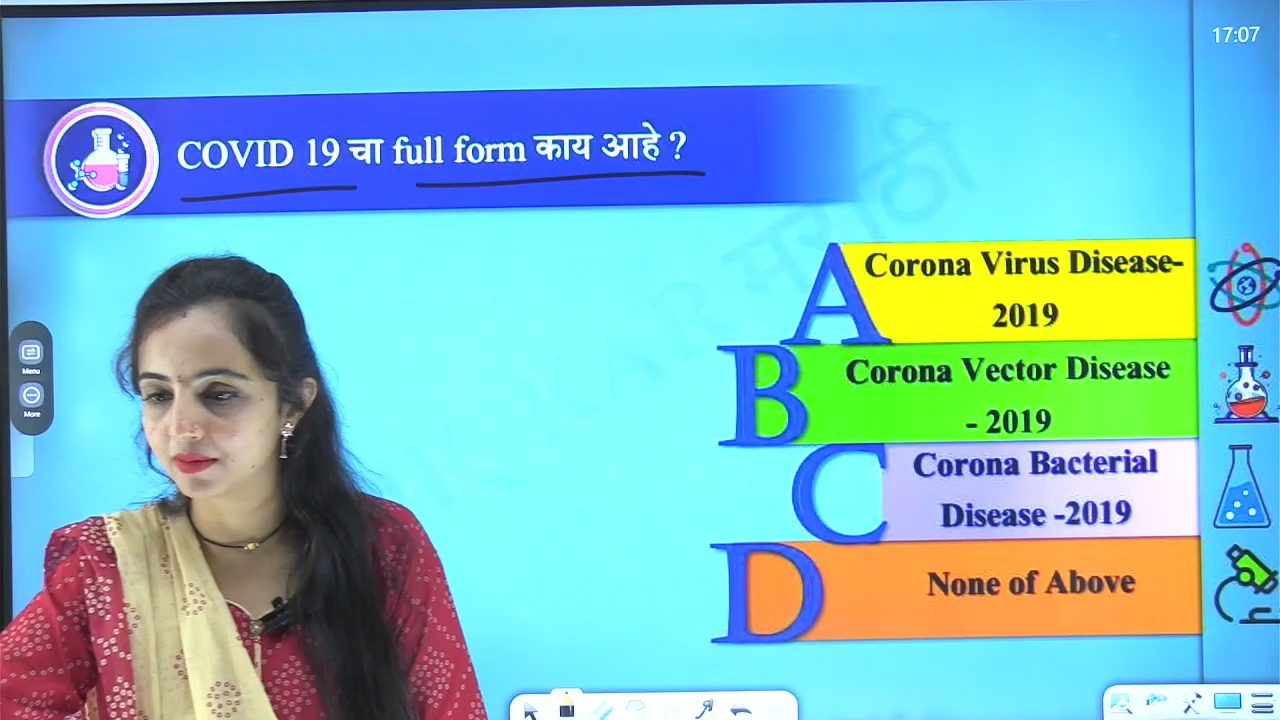 17:07
COVID 19 चा full form काय आहे ?
A
Corona Virus Disease-
2019
B
Corona Vector Disease
- 2019
C
Corona Bacterial
Disease -2019
D
None of Above
Menu
More
मराठी